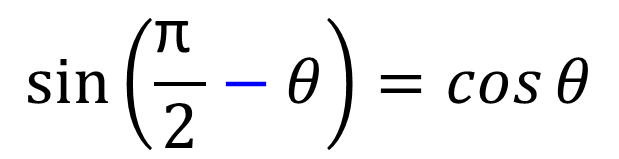 sin (π/2 − θ) = cos θ